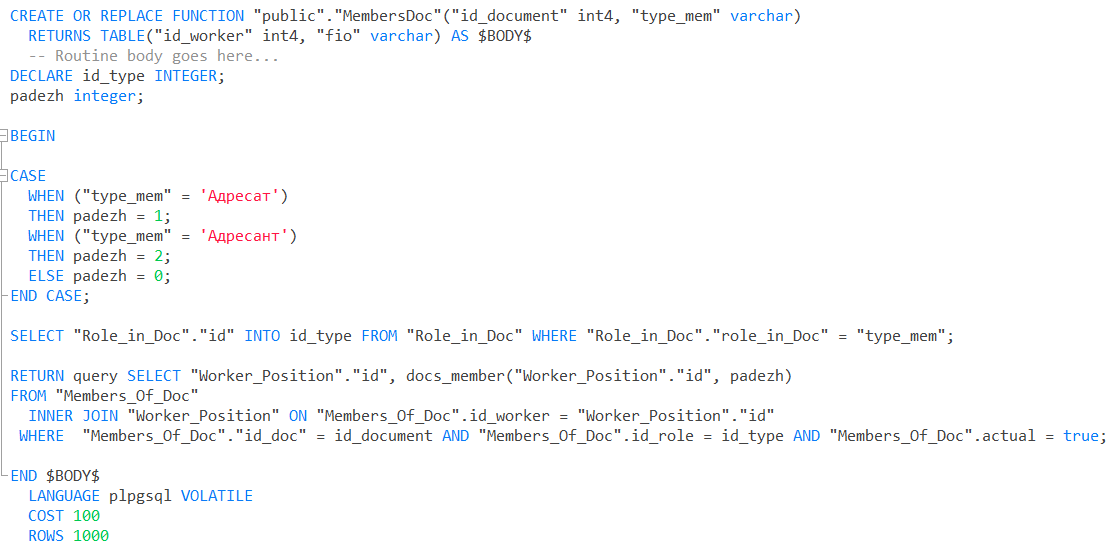 CREATE OR REPLACE FUNCTION "public"."MembersDoc"("id_document" int4, "type_mem" varchar)
  RETURNS TABLE("id_worker" int4, "fio" varchar) AS $BODY$
  -- Routine body goes here...
DECLARE id_type INTEGER;
padezh integer;
BEGIN
CASE
  WHEN ("type_mem" = 'Адресат')
  THEN padezh = 1;
  WHEN ("type_mem" = 'Адресант')
  THEN padezh = 2;
  ELSE padezh = 0;
END CASE;
SELECT "Role_in_Doc"."id" INTO id_type FROM "Role_in_Doc" WHERE "Role_in_Doc"."role_in_Doc" = "type_mem";
RETURN query SELECT "Worker_Position"."id", docs_member("Worker_Position"."id", padezh)
FROM "Members_Of_Doc"
  INNER JOIN "Worker_Position" ON "Members_Of_Doc".id_worker = "Worker_Position"."id"
 WHERE  "Members_Of_Doc"."id_doc" = id_document AND "Members_Of_Doc".id_role = id_type AND "Members_Of_Doc".actual = true;
END $BODY$
  LANGUAGE plpgsql VOLATILE
  COST 100
  ROWS 1000